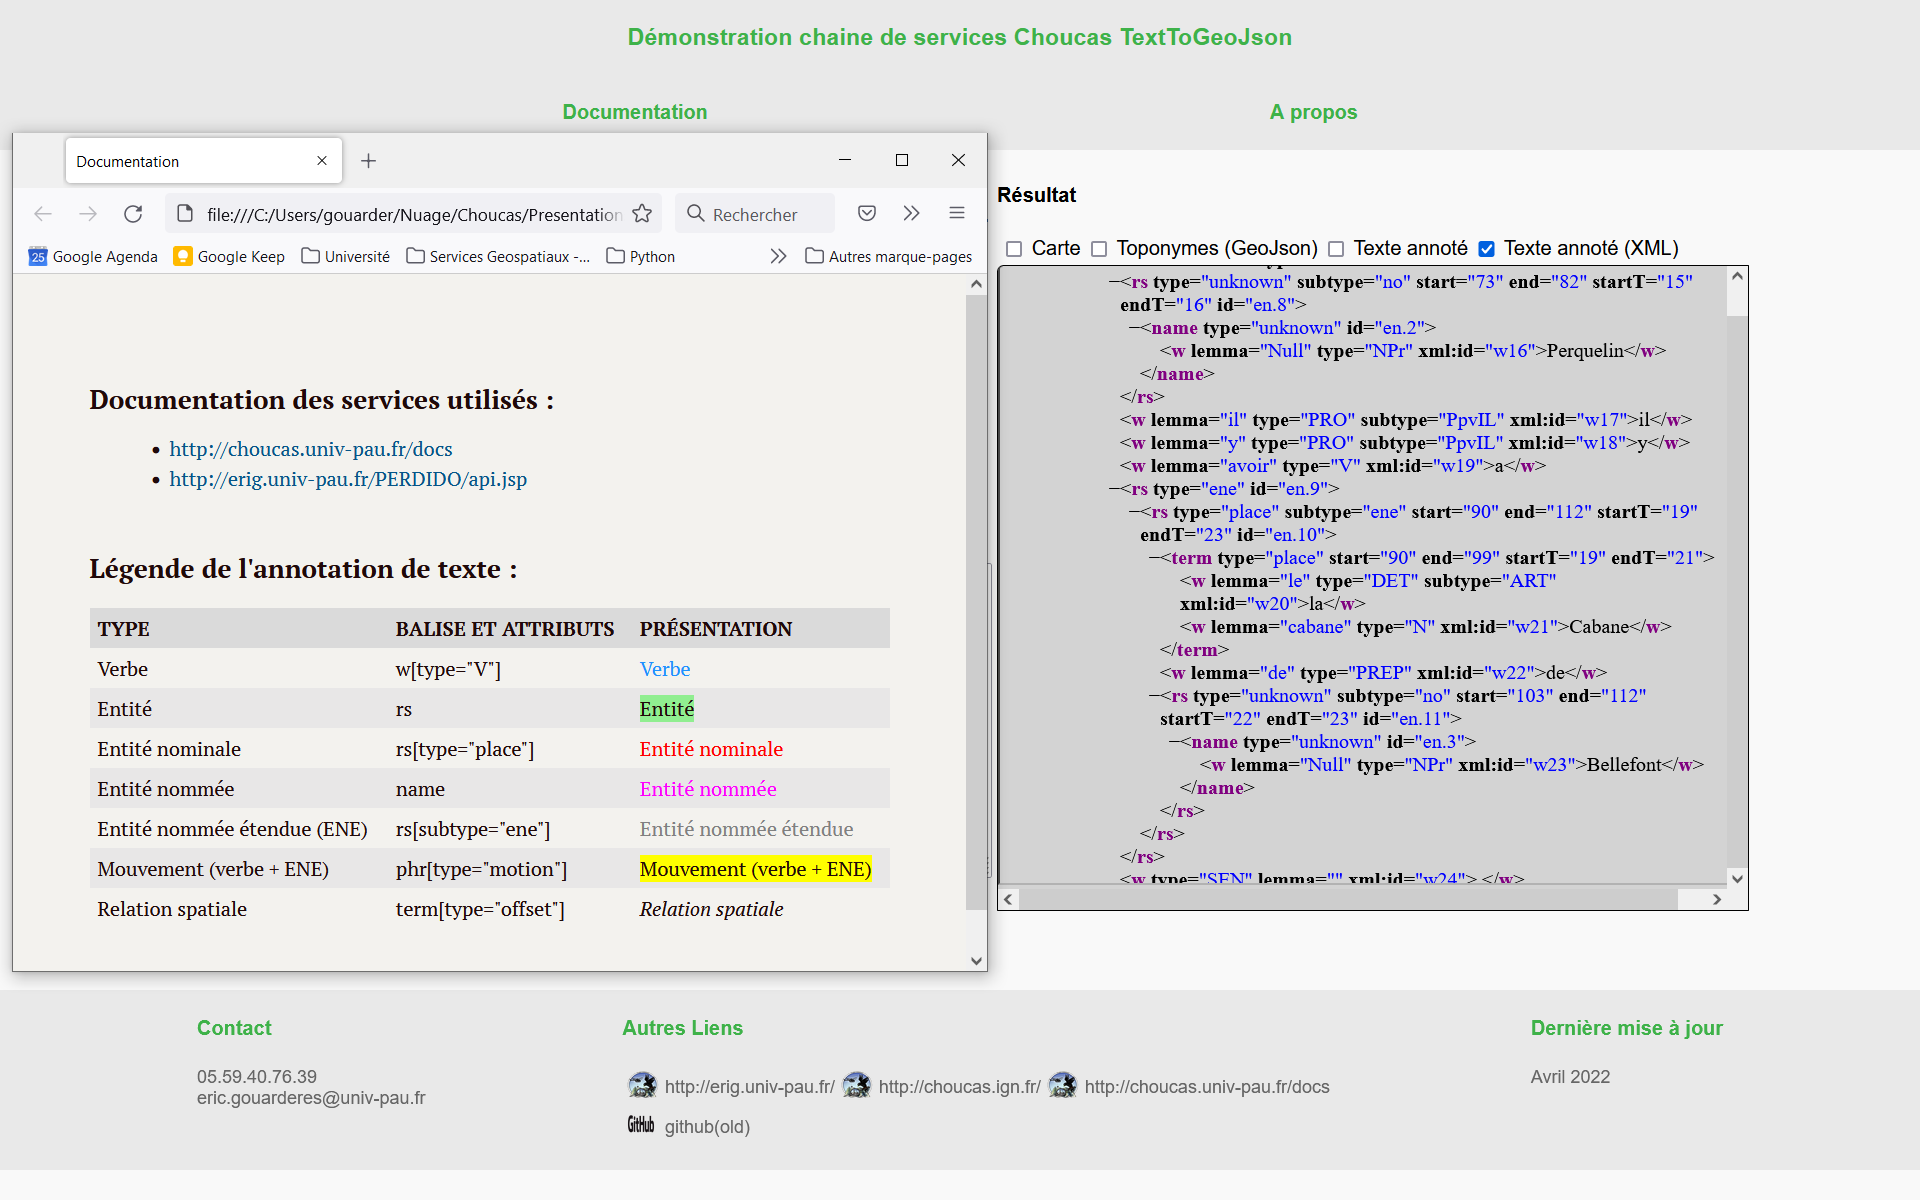 Démonstration chaine de services Choucas TextToGeoJson
Documentation
A propos
Documentation
file:///C:/Users/gouarder/Nuage/Choucas/Presentation
Rechercher
25 Google Agenda
Google Keep
Université
Services Geospatiaux -...
Python
Autres marque-pages
Documentation des services utilisés :
• http://choucas.univ-pau.fr/docs
• http://erig.univ-pau.fr/PERDIDO/api.jsp
Légende de l'annotation de texte :
TYPE BALISE ET ATTRIBUTS PRÉSENTATION
Verbe w[type="V"] Verbe
Entité rs Entité
Entité nominale rs[type="place"] Entité nominale
Entité nommée name Entité nommée
Entité nommée étendue (ENE) rs[subtype="ene"] Entité nommée étendue
Mouvement (verbe + ENE) phr[type="motion"] Mouvement (verbe + ENE)
Relation spatiale term[type="offset"] Relation spatiale
Résultat
Carte Toponymes (GeoJson) Texte annoté Texte annoté (XML)
−<rs type="unknown" subtype="no" start="73" end="82" startT="15"
endT="16" id="en.8">
−<name type="unknown" id="en.2">
<w lemma="Null" type="NPr" xml:id="w16">Perquelin</w>
</name>
</rs>
<w lemma="il" type="PRO" subtype="PpvIL" xml:id="w17">il</w>
<w lemma="y" type="PRO" subtype="PpvIL" xml:id="w18">y</w>
<w lemma="avoir" type="V" xml:id="w19">a</w>
−<rs type="ene" id="en.9">
−<rs type="place" subtype="ene" start="90" end="112" startT="19"
endT="23" id="en.10">
−<term type="place" start="90" end="99" startT="19" endT="21">
<w lemma="le" type="DET" subtype="ART"
xml:id="w20">la</w>
<w lemma="cabane" type="N" xml:id="w21">Cabane</w>
</term>
<w lemma="de" type="PREP" xml:id="w22">de</w>
−<rs type="unknown" subtype="no" start="103" end="112"
startT="22" endT="23" id="en.11">
−<name type="unknown" id="en.3">
<w lemma="Null" type="NPr" xml:id="w23">Bellefont</w>
</name>
</rs>
</rs>
</rs>
<w type="SEN" lemma="" xml:id="w24"> </w>
Contact
05.59.40.76.39
eric.gouarderes@univ-pau.fr
Autres Liens
http://erig.univ-pau.fr/ http://choucas.ign.fr/ http://choucas.univ-pau.fr/docs
GitHub github(old)
Dernière mise à jour
Avril 2022